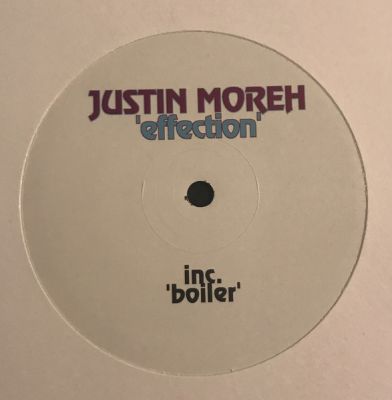 JUSTIN MOREH
'effection'
inc.
'boiler'